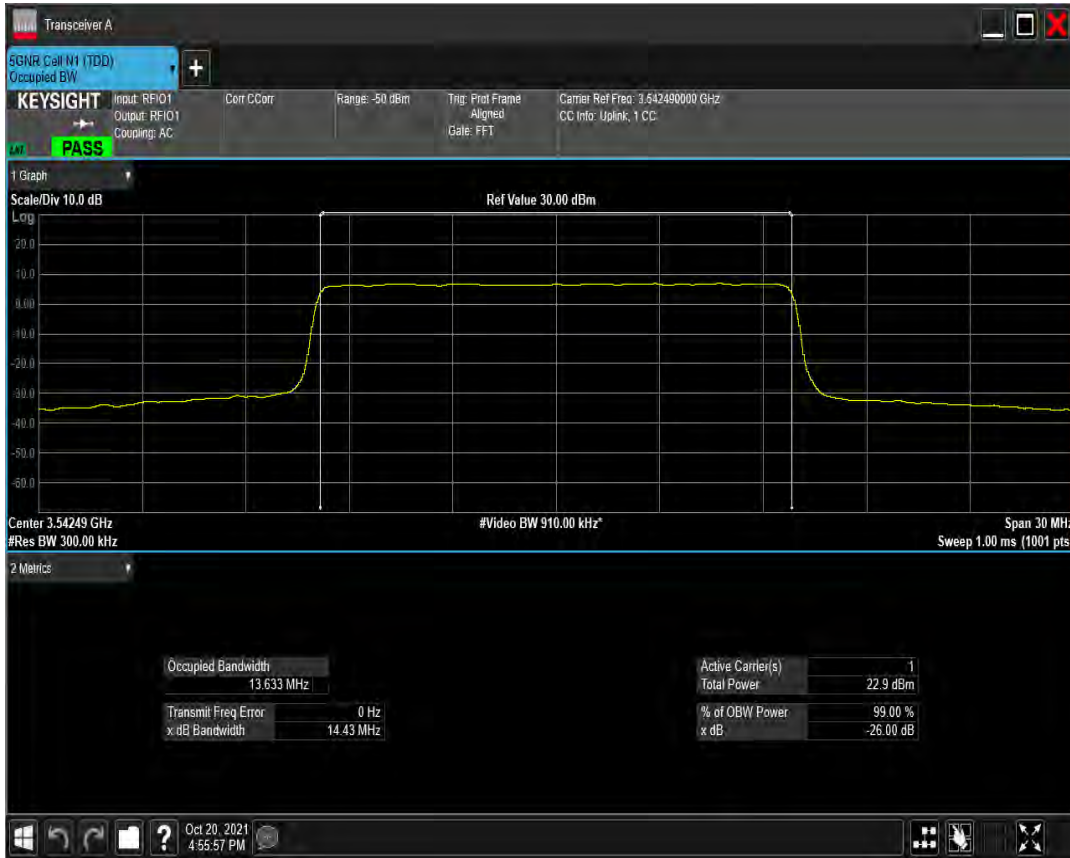 Transceiver A
5GNR Cell N1 (TDD)
Occupied BW
+
KEYSIGHT
PASS
Input: RFIO1
Output: RFIO1
Coupling: AC
Corr CCorr
Range: -50 dBm
Trig: Prot Frame
Aligned
Gate: FFT
Carrier Ref Freq: 3.542490000 GHz
CC Info: Uplink, 1 CC
1 Graph
Scale/Div 10.0 dB
Ref Value 30.00 dBm
Log
20.0
10.0
0.00
-10.0
-20.0
-30.0
-40.0
-50.0
-60.0
Center 3.54249 GHz
#Video BW 910.00 kHz*
Span 30 MHz
#Res BW 300.00 kHz
Sweep 1.00 ms (1001 pts
2 Metrics
Occupied Bandwidth
13.633 MHz
Transmit Freq Error 0 Hz
x dB Bandwidth 14.43 MHz
Active Carrier(s) 1
Total Power 22.9 dBm
% of OBW Power 99.00 %
x dB -26.00 dB
?
Oct 20, 2021
4:55:57 PM